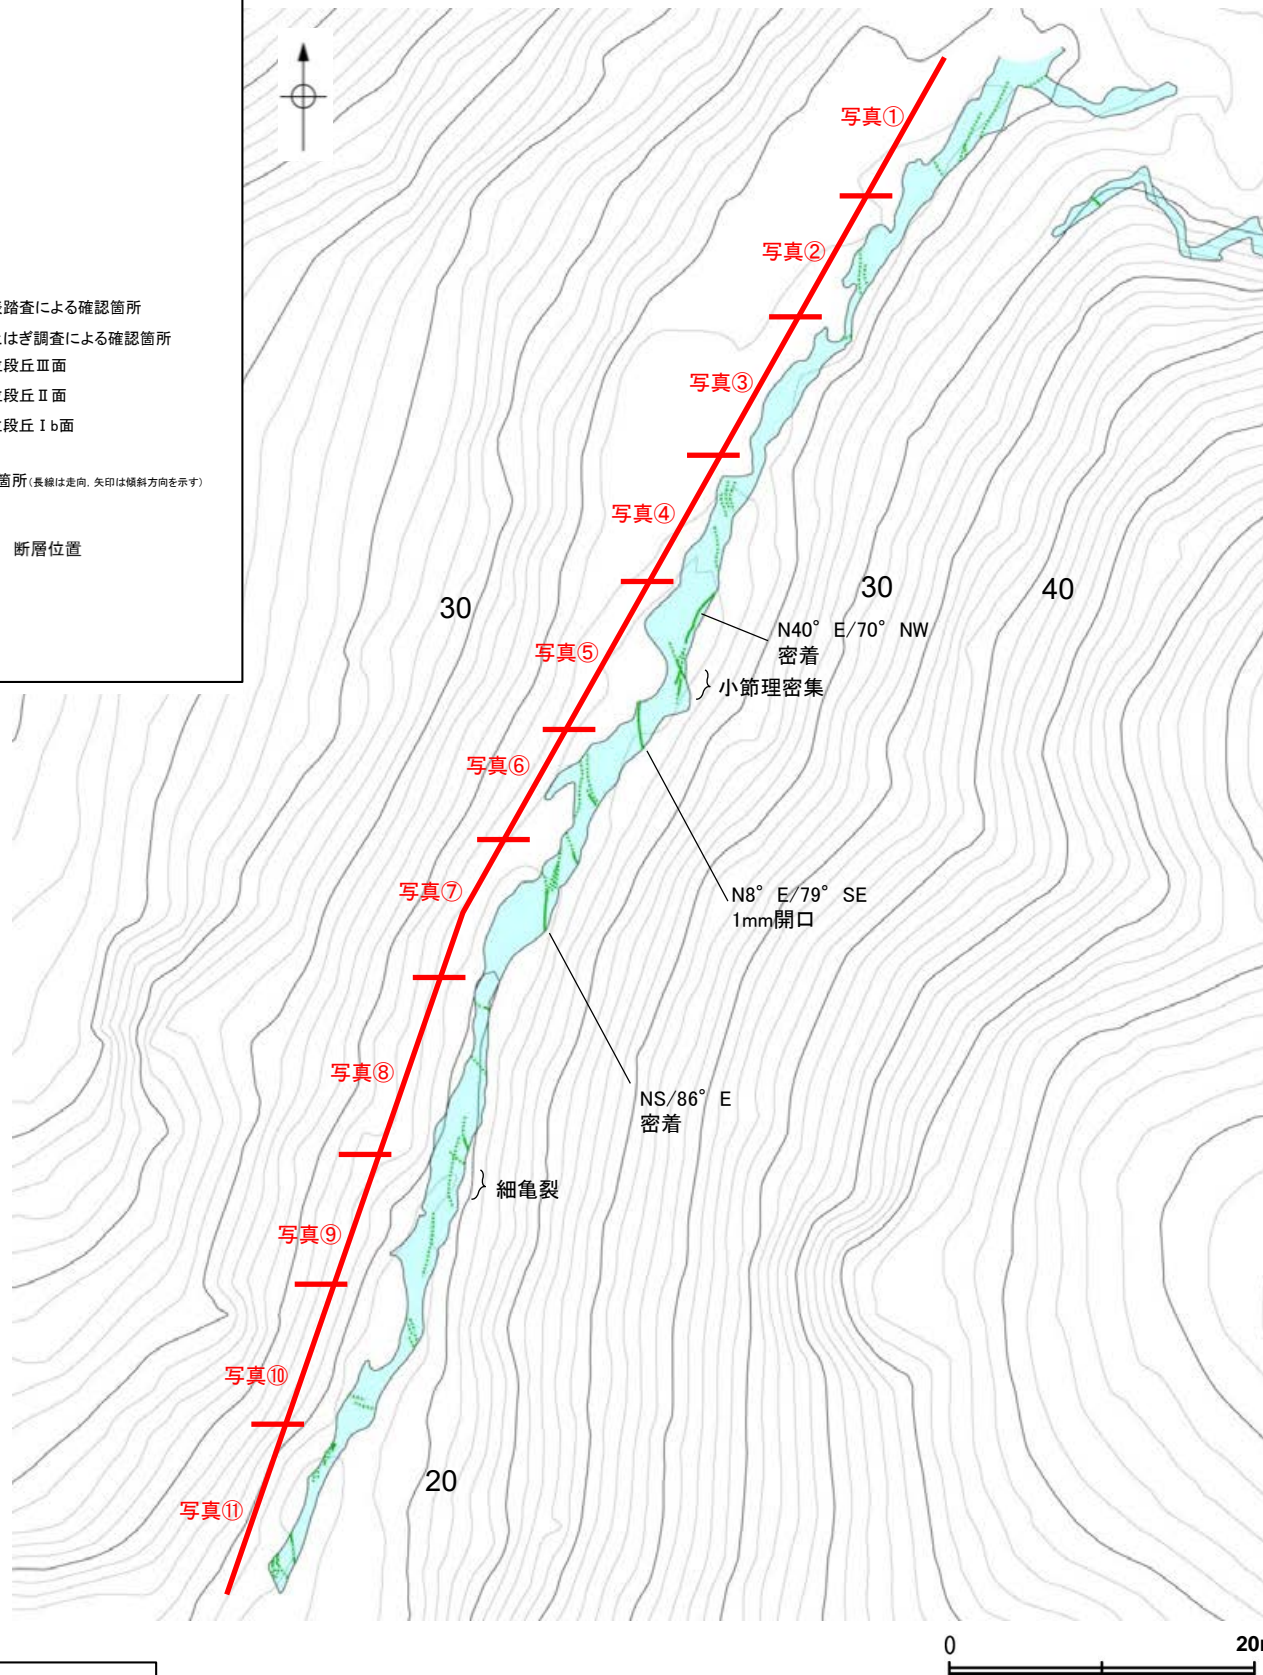 踏査による確認箇所
はぎ調査による確認箇所
段丘Ⅲ面
段丘Ⅱ面
段丘Ⅰb面
箇所(長線は走向，矢印は傾斜方向を示す)
断層位置
写真①
写真②
写真③
写真④
写真⑤
写真⑥
写真⑦
写真⑧
写真⑨
写真⑩
写真⑪
30
30
40
N40°E/70°NW
密着
小節理密集
N8°E/79°SE
1mm開口
NS/86°E
密着
細亀裂
20
0
20